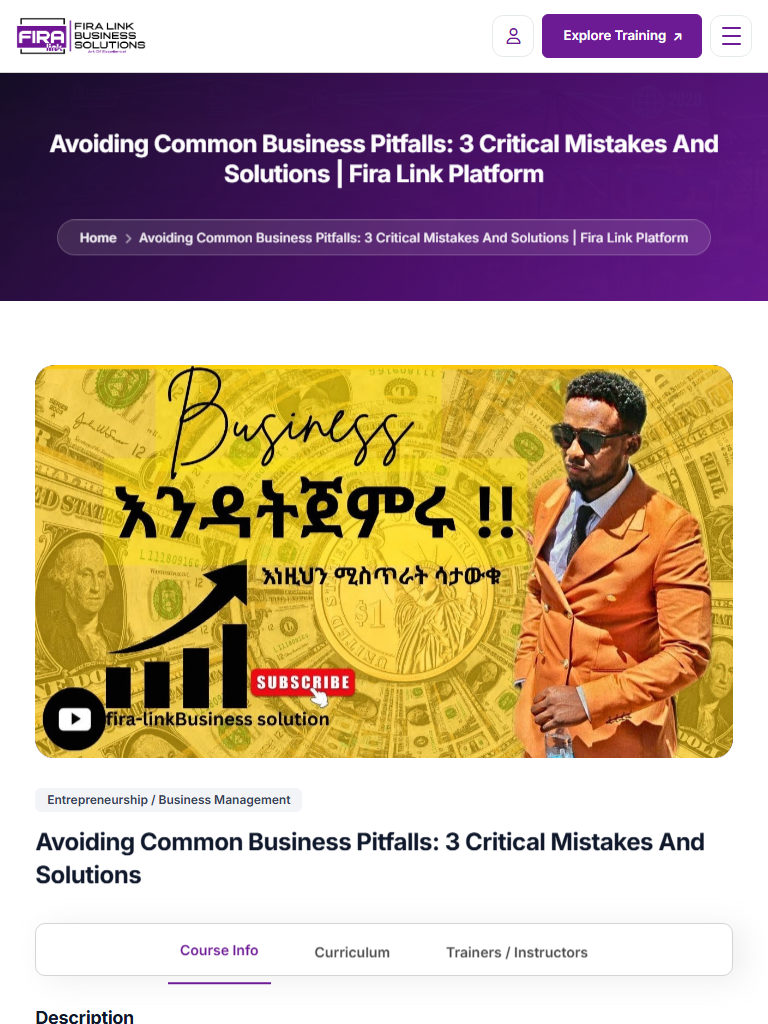 FIRA
link
FIRA LINK
BUSINESS
SOLUTIONS
Explore Training
Avoiding Common Business Pitfalls: 3 Critical Mistakes And
Solutions | Fira Link Platform
Home
Avoiding Common Business Pitfalls: 3 Critical Mistakes And Solutions | Fira Link Platform
Business
እንዳትጀምሩ !!
እነዚህን ሚስጥራት ሳታውቁ
$1
SUBSCRIBE
fira-linkBusiness solution
Entrepreneurship / Business Management
Avoiding Common Business Pitfalls: 3 Critical Mistakes And
Solutions
Course Info
Curriculum
Trainers / Instructors
Description